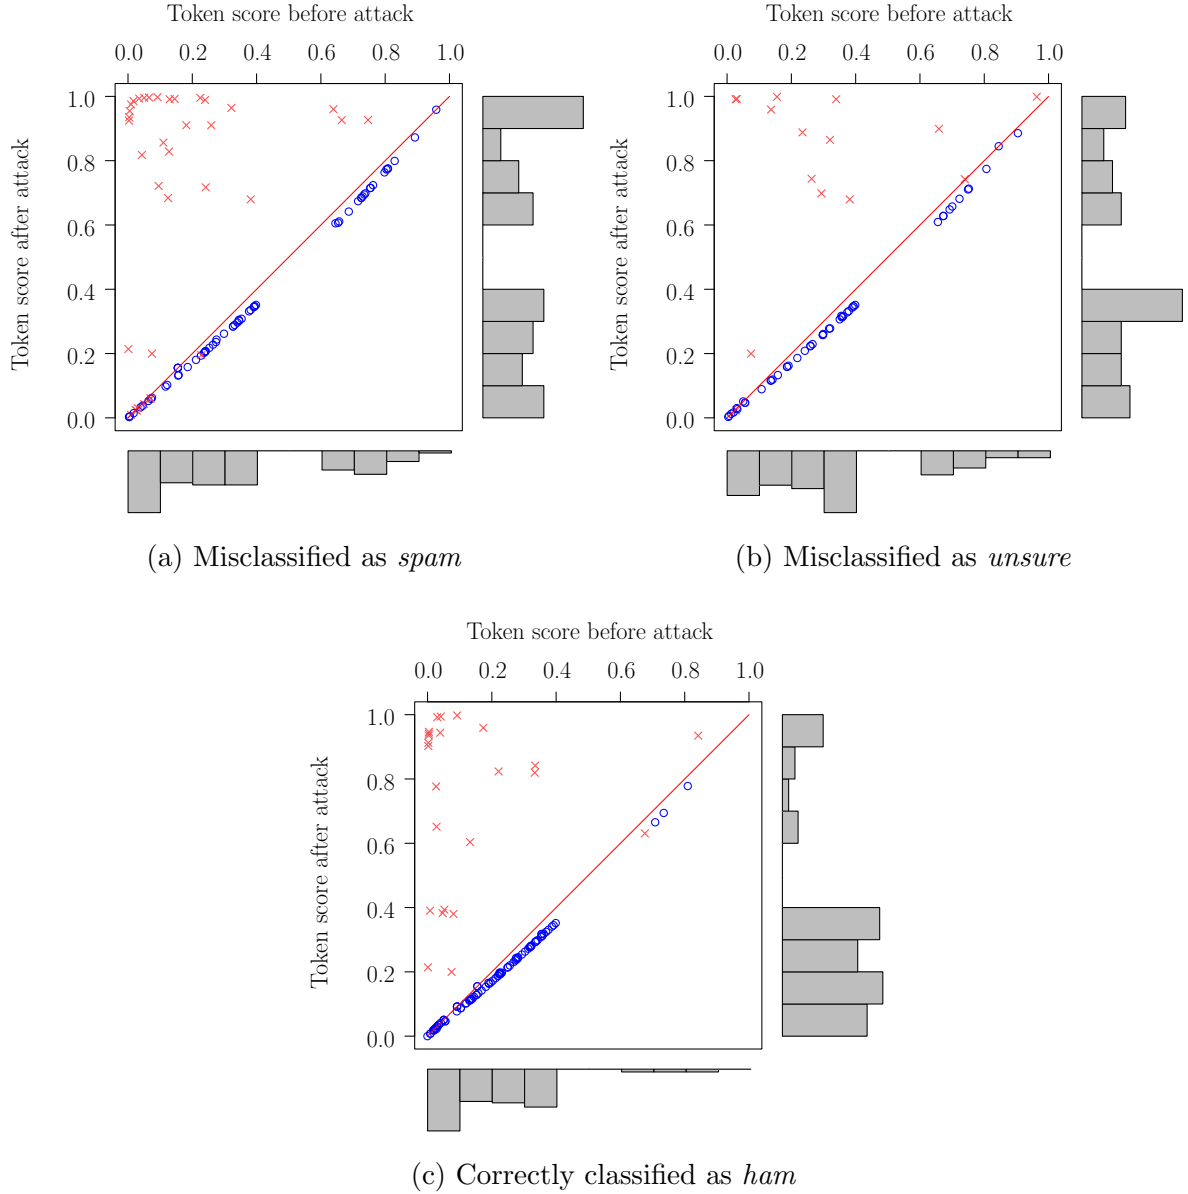 Token score before attack
0.0 0.2 0.4 0.6 0.8 1.0
Token score after attack
1.0
0.8
0.6
0.4
0.2
0.0
(a) Misclassified as spam
Token score before attack
0.0 0.2 0.4 0.6 0.8 1.0
Token score after attack
1.0
0.8
0.6
0.4
0.2
0.0
(b) Misclassified as unsure
Token score before attack
0.0 0.2 0.4 0.6 0.8 1.0
Token score after attack
1.0
0.8
0.6
0.4
0.2
0.0
(c) Correctly classified as ham